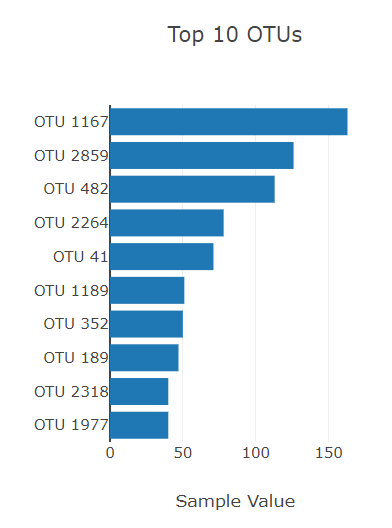 Top 10 OTUs
OTU 1167
OTU 2859
OTU 482
OTU 2264
OTU 41
OTU 1189
OTU 352
OTU 189
OTU 2318
OTU 1977
0 50 100 150
Sample Value